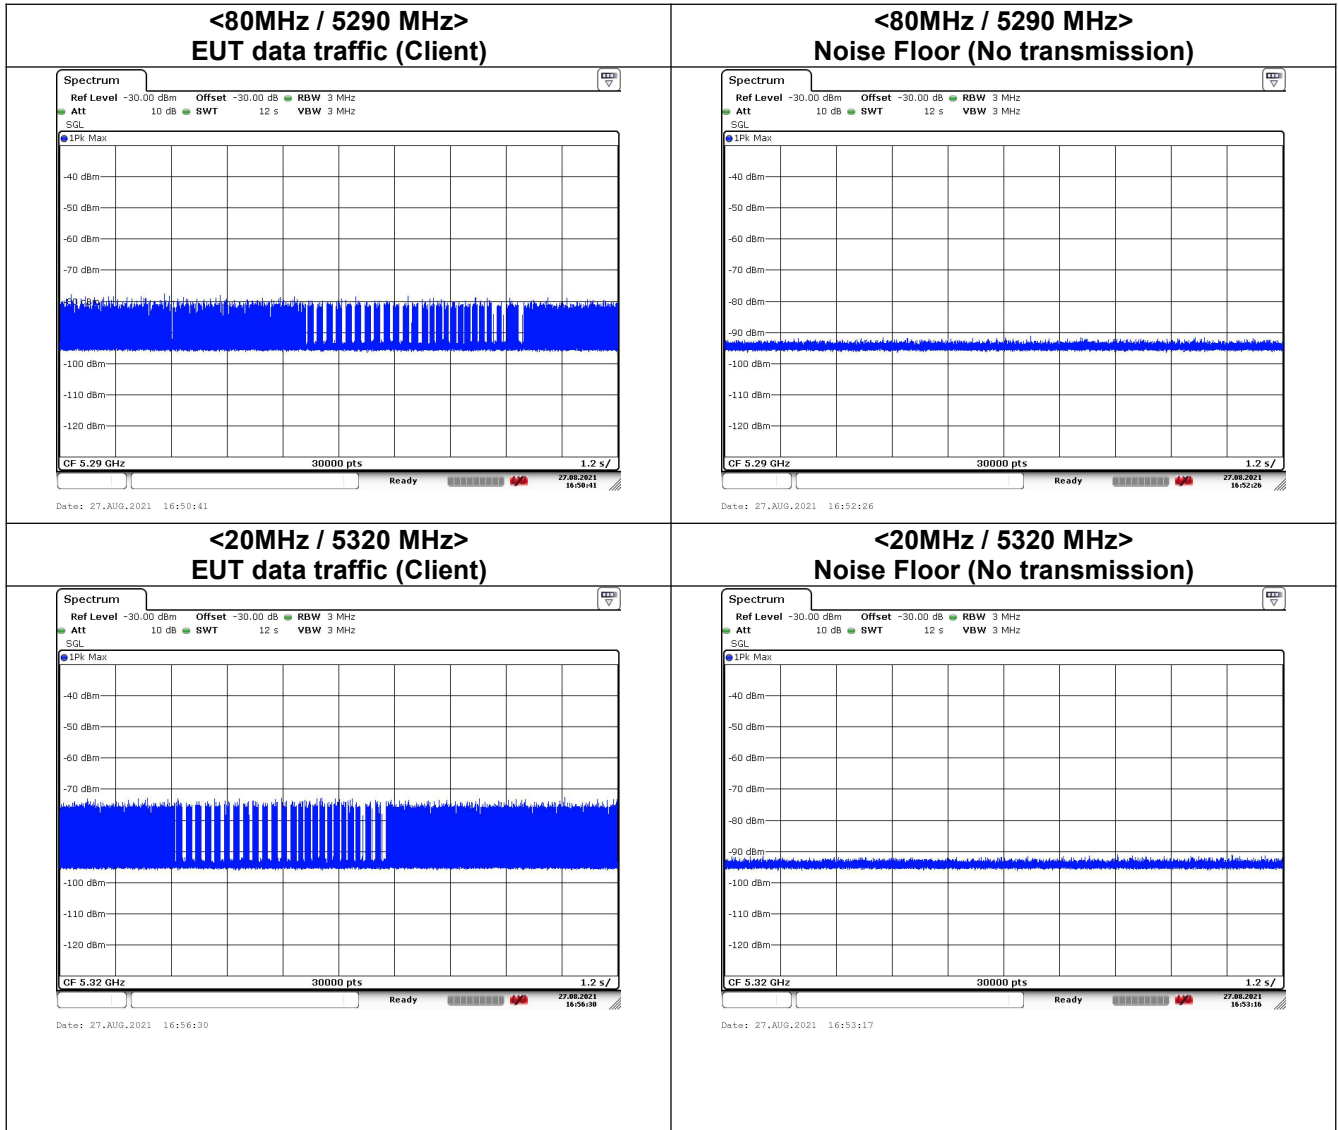 <80MHz / 5290 MHz>
EUT data traffic (Client)
Spectrum
Ref Level -30.00 dBm Offset -30.00 dB RBW 3 MHz
Att 10 dB SWT 12 s VBW 3 MHz
SGL
1Pk Max
-40 dBm
-50 dBm
-60 dBm
-70 dBm
-100 dBm
-110 dBm
-120 dBm
CF 5.29 GHz 30000 pts 1.2 s/
Ready 27.08.2021
16:50:41
Date: 27.AUG.2021 16:50:41
<80MHz / 5290 MHz>
Noise Floor (No transmission)
Spectrum
Ref Level -30.00 dBm Offset -30.00 dB RBW 3 MHz
Att 10 dB SWT 12 s VBW 3 MHz
SGL
1Pk Max
-40 dBm
-50 dBm
-60 dBm
-70 dBm
-80 dBm
-90 dBm
-100 dBm
-110 dBm
-120 dBm
CF 5.29 GHz 30000 pts 1.2 s/
Ready 27.08.2021
16:52:26
Date: 27.AUG.2021 16:52:26
<20MHz / 5320 MHz>
EUT data traffic (Client)
Spectrum
Ref Level -30.00 dBm Offset -30.00 dB RBW 3 MHz
Att 10 dB SWT 12 s VBW 3 MHz
SGL
1Pk Max
-40 dBm
-50 dBm
-60 dBm
-70 dBm
-100 dBm
-110 dBm
-120 dBm
CF 5.32 GHz 30000 pts 1.2 s/
Ready 27.08.2021
16:56:30
Date: 27.AUG.2021 16:56:30
<20MHz / 5320 MHz>
Noise Floor (No transmission)
Spectrum
Ref Level -30.00 dBm Offset -30.00 dB RBW 3 MHz
Att 10 dB SWT 12 s VBW 3 MHz
SGL
1Pk Max
-40 dBm
-50 dBm
-60 dBm
-70 dBm
-80 dBm
-90 dBm
-100 dBm
-110 dBm
-120 dBm
CF 5.32 GHz 30000 pts 1.2 s/
Ready 27.08.2021
16:53:16
Date: 27.AUG.2021 16:53:17